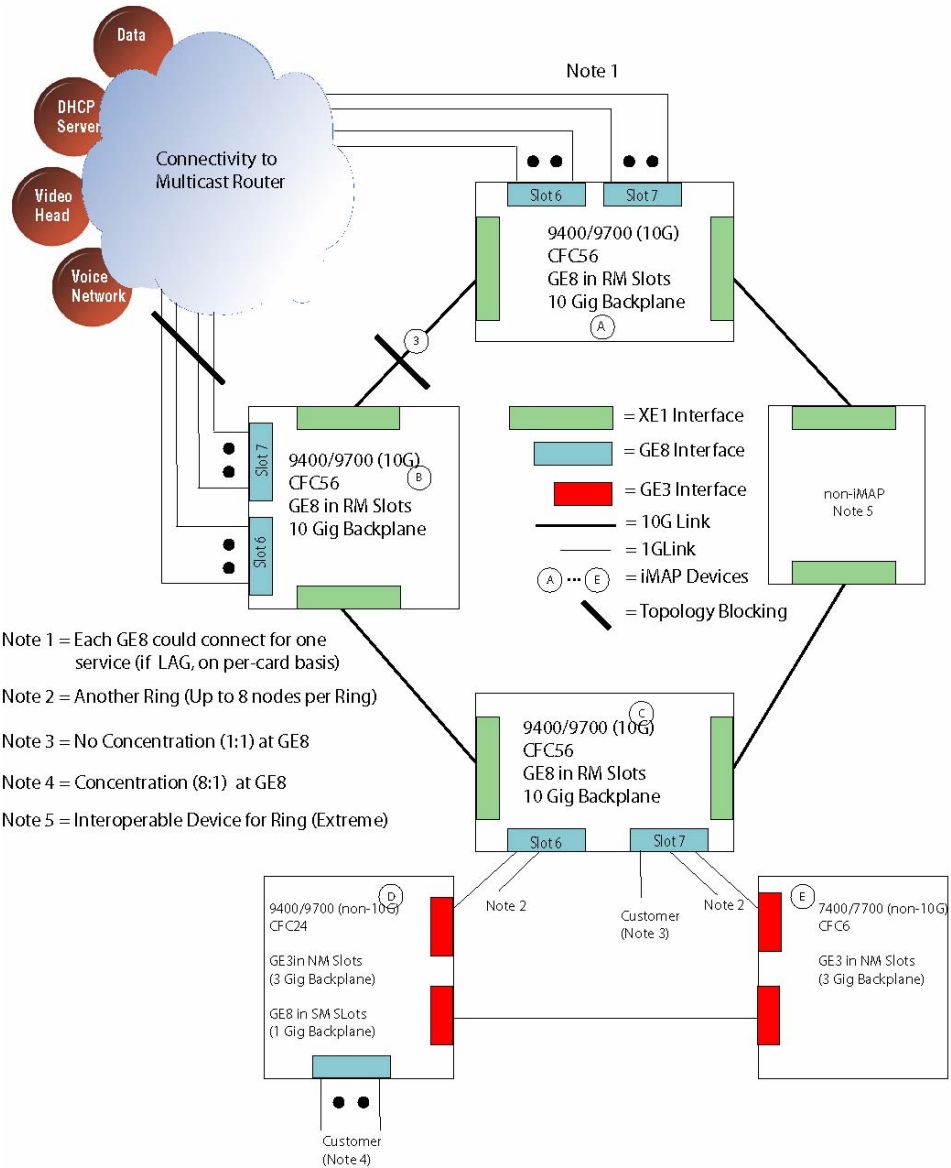 Data
DHCP
Server
Video
Head
Voice
Network
Connectivity to
Multicast Router
Note 1
Slot 6
Slot 7
9400/9700 (10G)
CFC56
GE8 in RM Slots
10 Gig Backplane
A
3
Slot 7
Slot 6
9400/9700 (10G)
CFC56
GE8 in RM Slots
10 Gig Backplane
B
= XE1 Interface
= GE8 Interface
= GE3 Interface
= 10G Link
= 1GLink
A ... E = iMAP Devices
= Topology Blocking
non-iMAP
Note 5
Note 1 = Each GE8 could connect for one
service (if LAG, on per-card basis)
Note 2 = Another Ring (Up to 8 nodes per Ring)
Note 3 = No Concentration (1:1) at GE8
Note 4 = Concentration (8:1) at GE8
Note 5 = Interoperable Device for Ring (Extreme)
C
9400/9700 (10G)
CFC56
GE8 in RM Slots
10 Gig Backplane
Slot 6
Slot 7
Note 2
Customer
(Note 3)
Note 2
D
9400/9700 (non-10G)
CFC24
GE3in NM Slots
(3 Gig Backplane)
GE8 in SM SLots
(1 Gig Backplane)
Customer
(Note 4)
E
7400/7700 (non-10G)
CFC6
GE3 in NM Slots
(3 Gig Backplane)